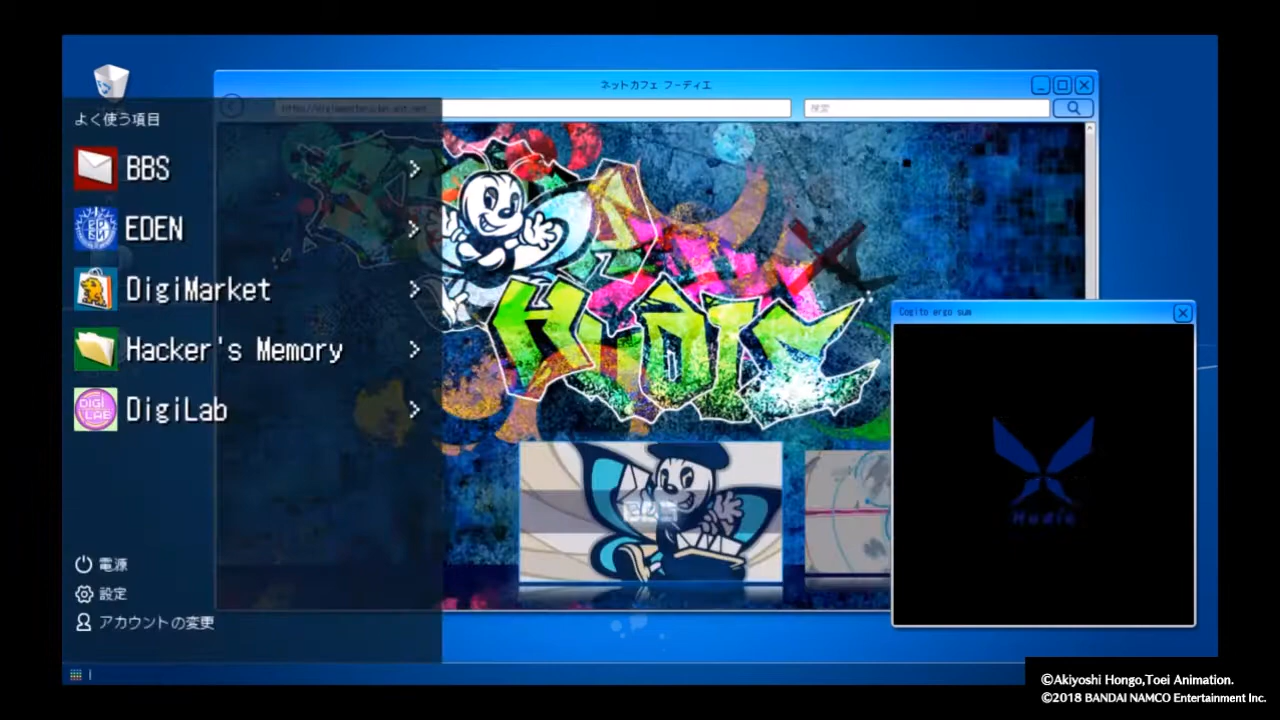 ネットカフェ フーディエ
検索
よく使う項目
BBS
EDEN
DigiMarket
Hacker's Memory
DigiLab
Cogito ergo sum
Hudie
Hudie
電源
設定
アカウントの変更
©Akiyoshi Hongo,Toei Animation.
©2018 BANDAI NAMCO Entertainment Inc.